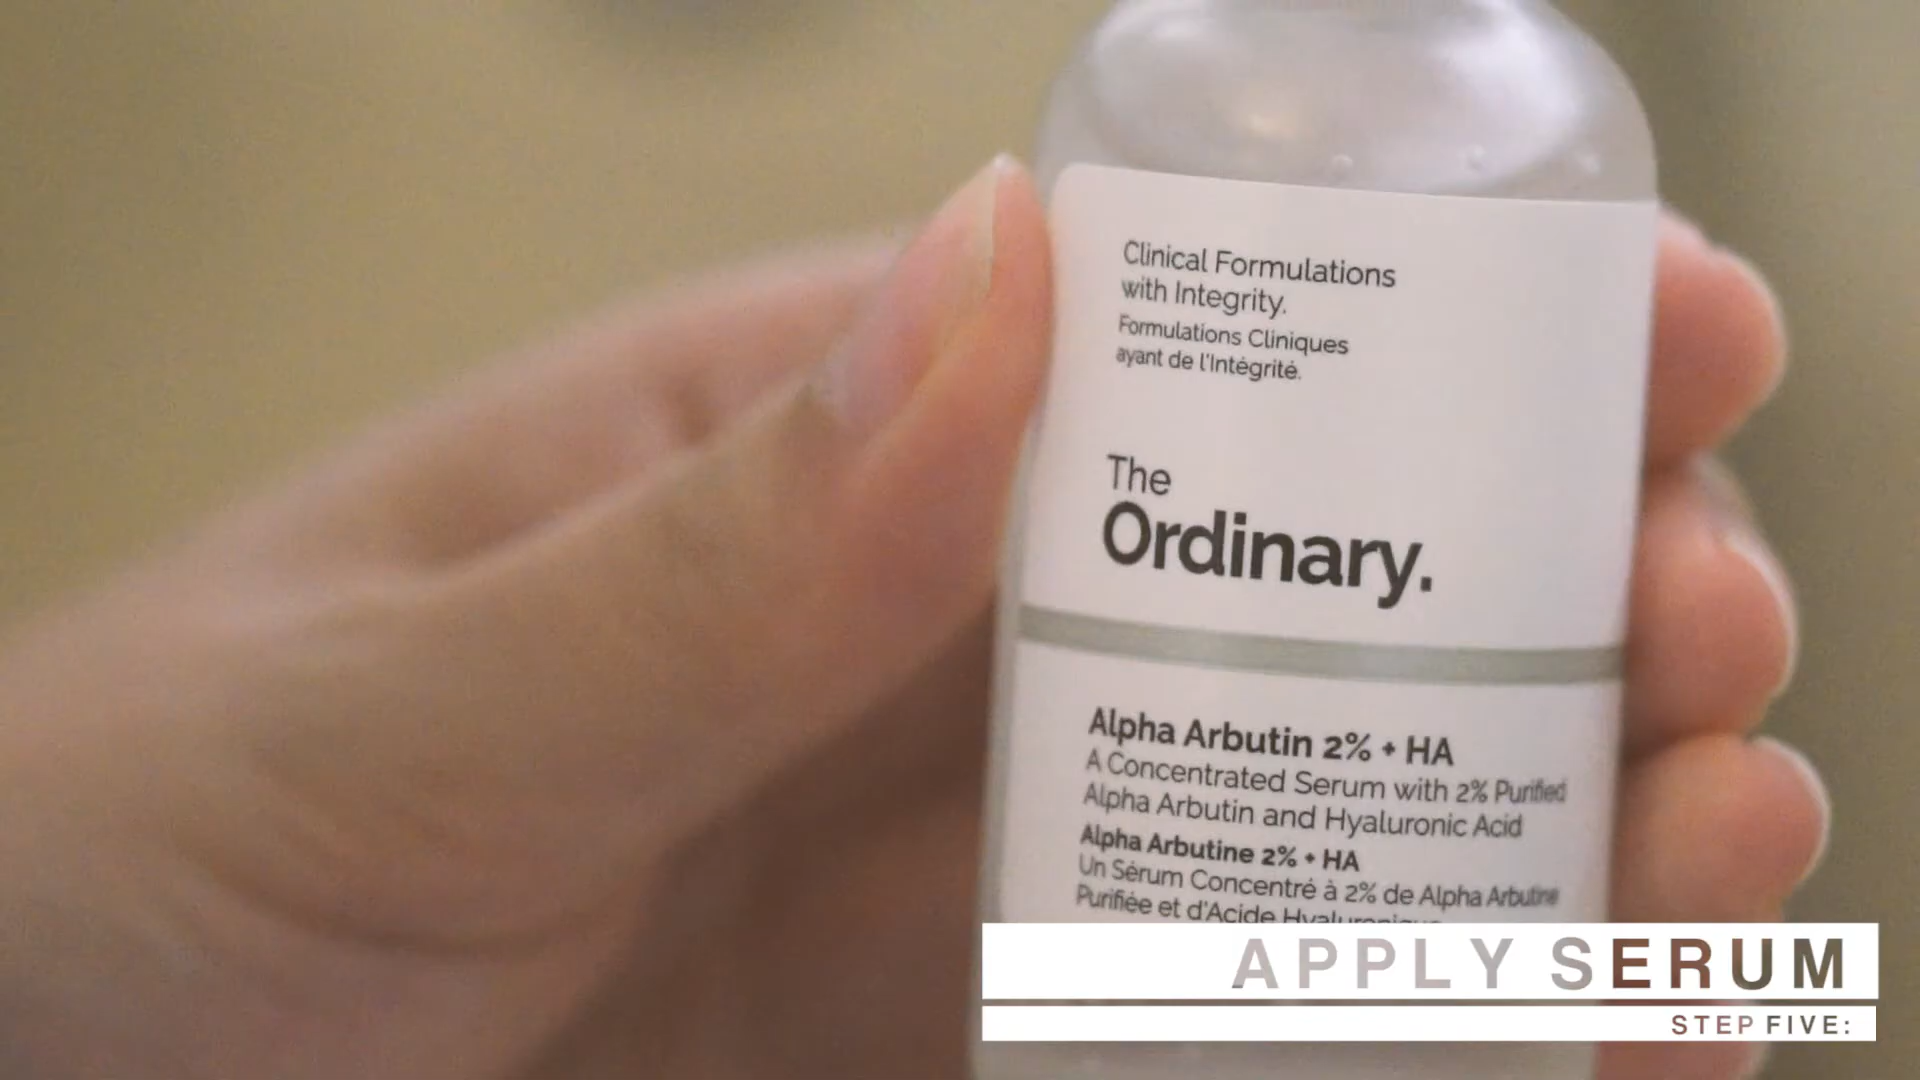 Clinical Formulations
with Integrity.
Formulations Cliniques
ayant de l'Intégrité.
The
Ordinary.
Alpha Arbutin 2% + HA
A Concentrated Serum with 2% Purified
Alpha Arbutin and Hyaluronic Acid
Alpha Arbutine 2% + HA
Un Sérum Concentré à 2% de Alpha Arbutine
Purifiée et d'Acide
APPLY SERUM
STEP FIVE: